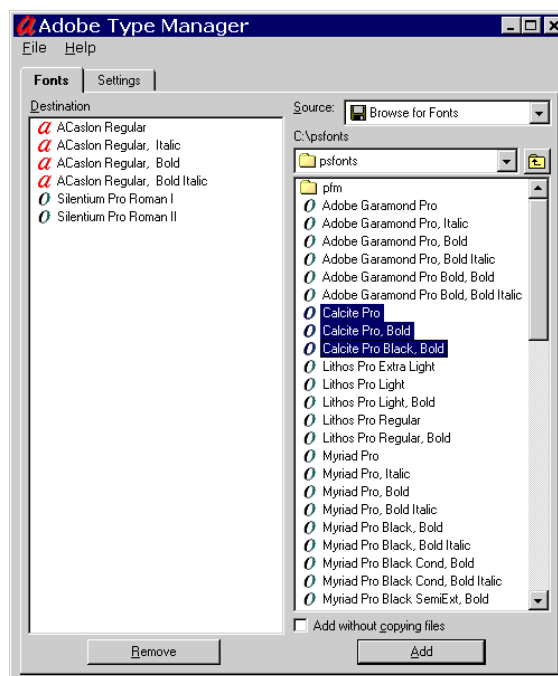 Adobe Type Manager
File Help
Fonts Settings
Destination
ACaslon Regular
ACaslon Regular, Italic
ACaslon Regular, Bold
ACaslon Regular, Bold Italic
Silentium Pro Roman I
Silentium Pro Roman II
Remove
Source: Browse for Fonts
C:\psfonts
psfonts
pfm
Adobe Garamond Pro
Adobe Garamond Pro, Italic
Adobe Garamond Pro, Bold
Adobe Garamond Pro, Bold Italic
Adobe Garamond Pro Bold, Bold
Adobe Garamond Pro Bold, Bold Italic
Calcite Pro
Calcite Pro, Bold
Calcite Pro Black, Bold
Lithos Pro Extra Light
Lithos Pro Light
Lithos Pro Light, Bold
Lithos Pro Regular
Lithos Pro Regular, Bold
Myriad Pro
Myriad Pro, Italic
Myriad Pro, Bold
Myriad Pro, Bold Italic
Myriad Pro Black, Bold
Myriad Pro Black, Bold Italic
Myriad Pro Black Cond, Bold
Myriad Pro Black Cond, Bold Italic
Myriad Pro Black SemiExt, Bold
Add without copying files
Add